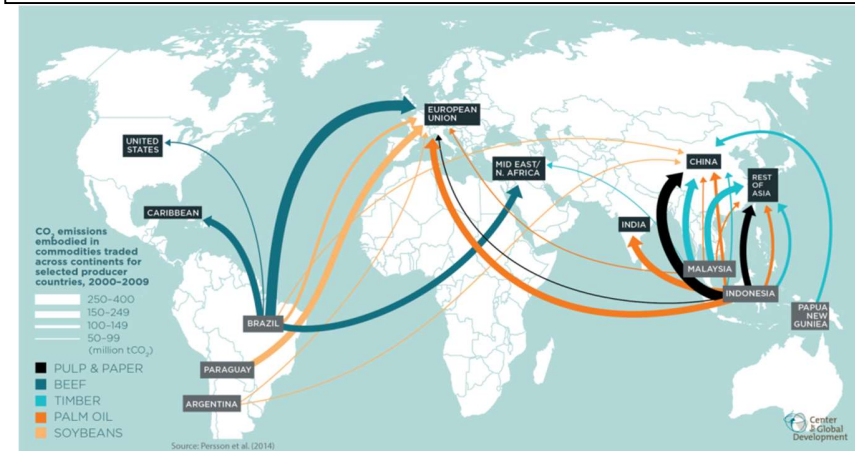 EUROPEAN
UNION
UNITED
STATES
MID EAST/
N. AFRICA
CHINA
REST
OF
ASIA
CARIBBEAN
INDIA
CO2 emissions
embodied in
commodities traded
across continents for
selected producer
countries, 2000–2009
250–400
150–249
100–149
50–99
(million tCO2)
MALAYSIA
INDONESIA
PAPUA
NEW
GUNIEA
BRAZIL
PARAGUAY
ARGENTINA
PULP & PAPER
BEEF
TIMBER
PALM OIL
SOYBEANS
Source: Persson et al. (2014)
Center
for Global
Development